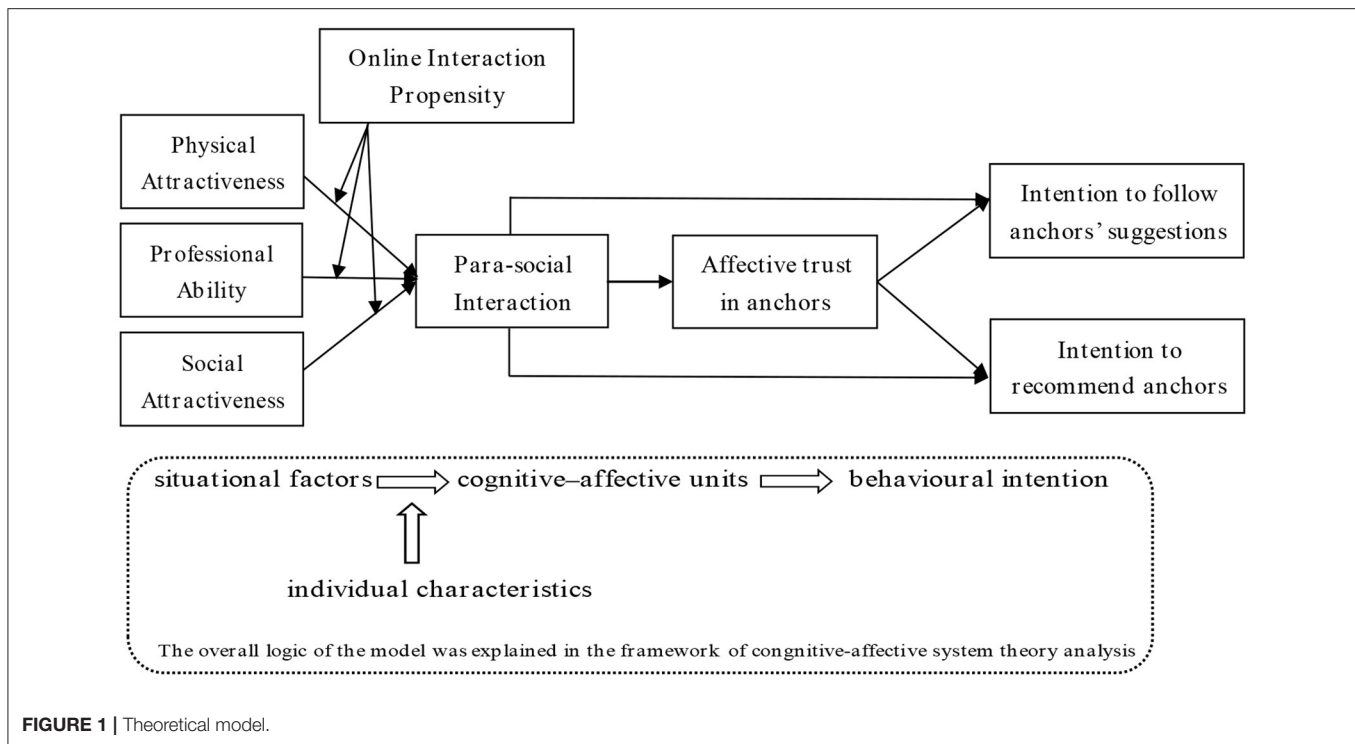 Online Interaction
Propensity
Physical
Attractiveness
Professional
Ability
Social
Attractiveness
Para-social
Interaction
Affective trust
in anchors
Intention to follow
anchors’ suggestions
Intention to
recommend anchors
situational factors
cognitive–affective units
behavioural intention
individual characteristics
The overall logic of the model was explained in the framework of congnitive-affective system theory analysis
FIGURE 1 | Theoretical model.